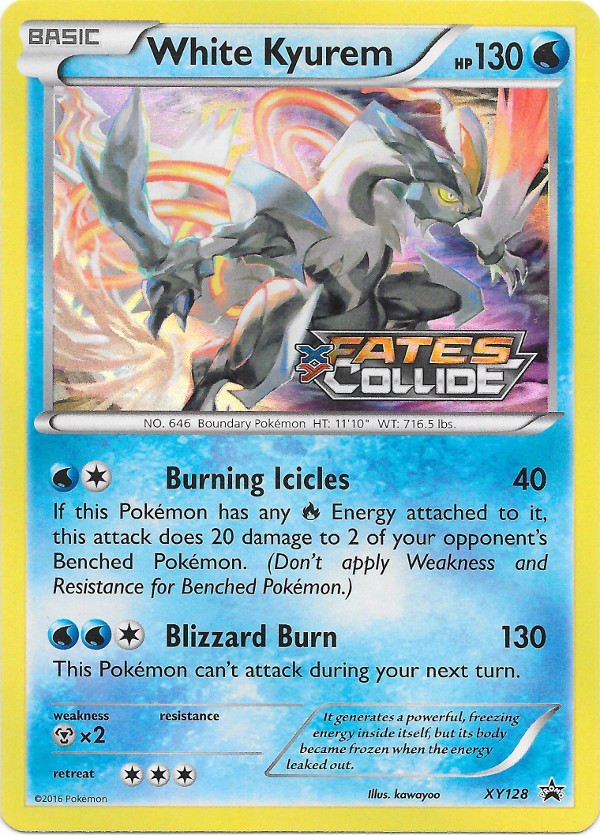 BASIC
White Kyurem
HP130
XY
FATES
COLLIDE
NO. 646 Boundary Pokémon HT: 11'10" WT: 716.5 lbs.
Burning Icicles 40
If this Pokémon has any Energy attached to it,
this attack does 20 damage to 2 of your opponent's
Benched Pokémon. (Don't apply Weakness and
Resistance for Benched Pokémon.)
Blizzard Burn 130
This Pokémon can't attack during your next turn.
weakness resistance
×2
retreat
It generates a powerful, freezing
energy inside itself, but its body
became frozen when the energy
leaked out.
©2016 Pokémon Illus. kawayoo XY128 PROMO